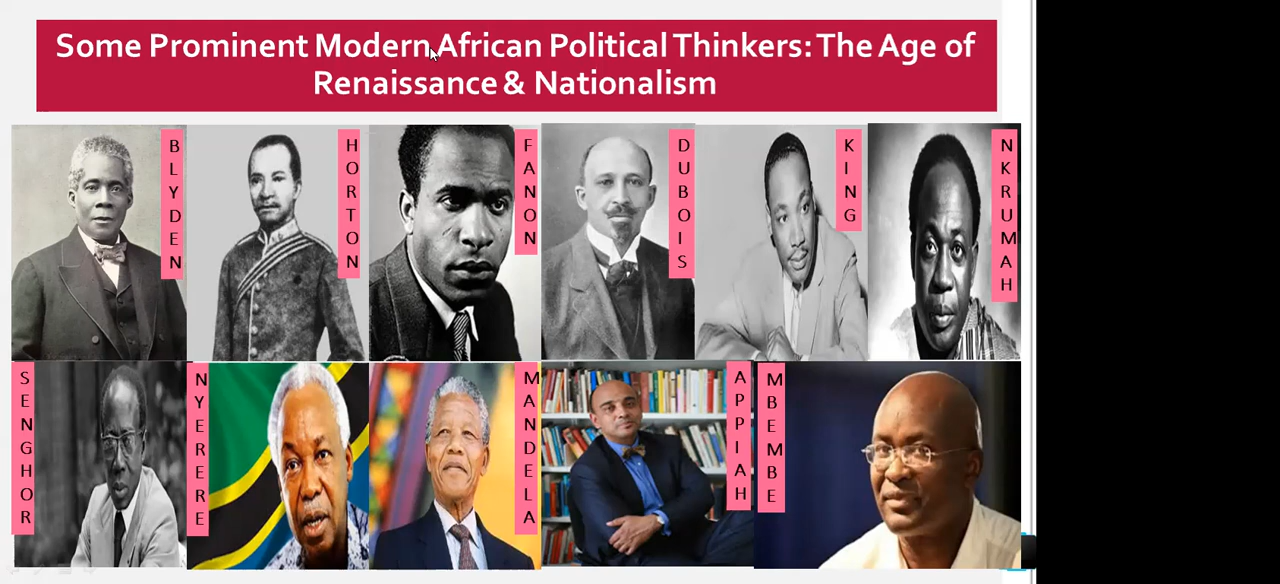 Some Prominent Modern African Political Thinkers: The Age of
Renaissance & Nationalism
BLYDEN
HORTON
FANON
DUBOIS
KING
NKRUMAH
SENGHOR
NYERERE
MANDELA
APPIAH
MBEMBE